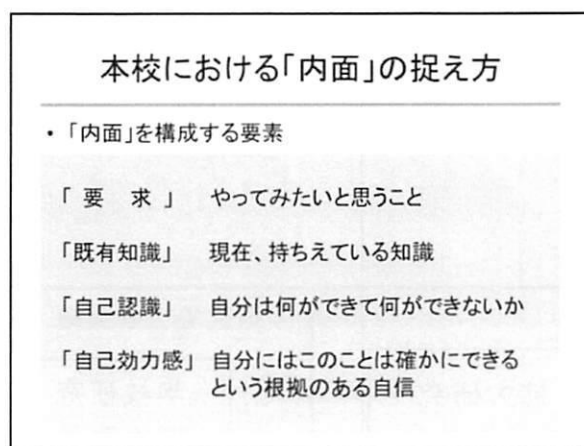 本校における「内面」の捉え方
・「内面」を構成する要素
「 要　求 」　やってみたいと思うこと
「既有知識」　現在、持ちえている知識
「自己認識」　自分は何ができて何ができないか
「自己効力感」 自分にはこのことは確かにできる
という根拠のある自信